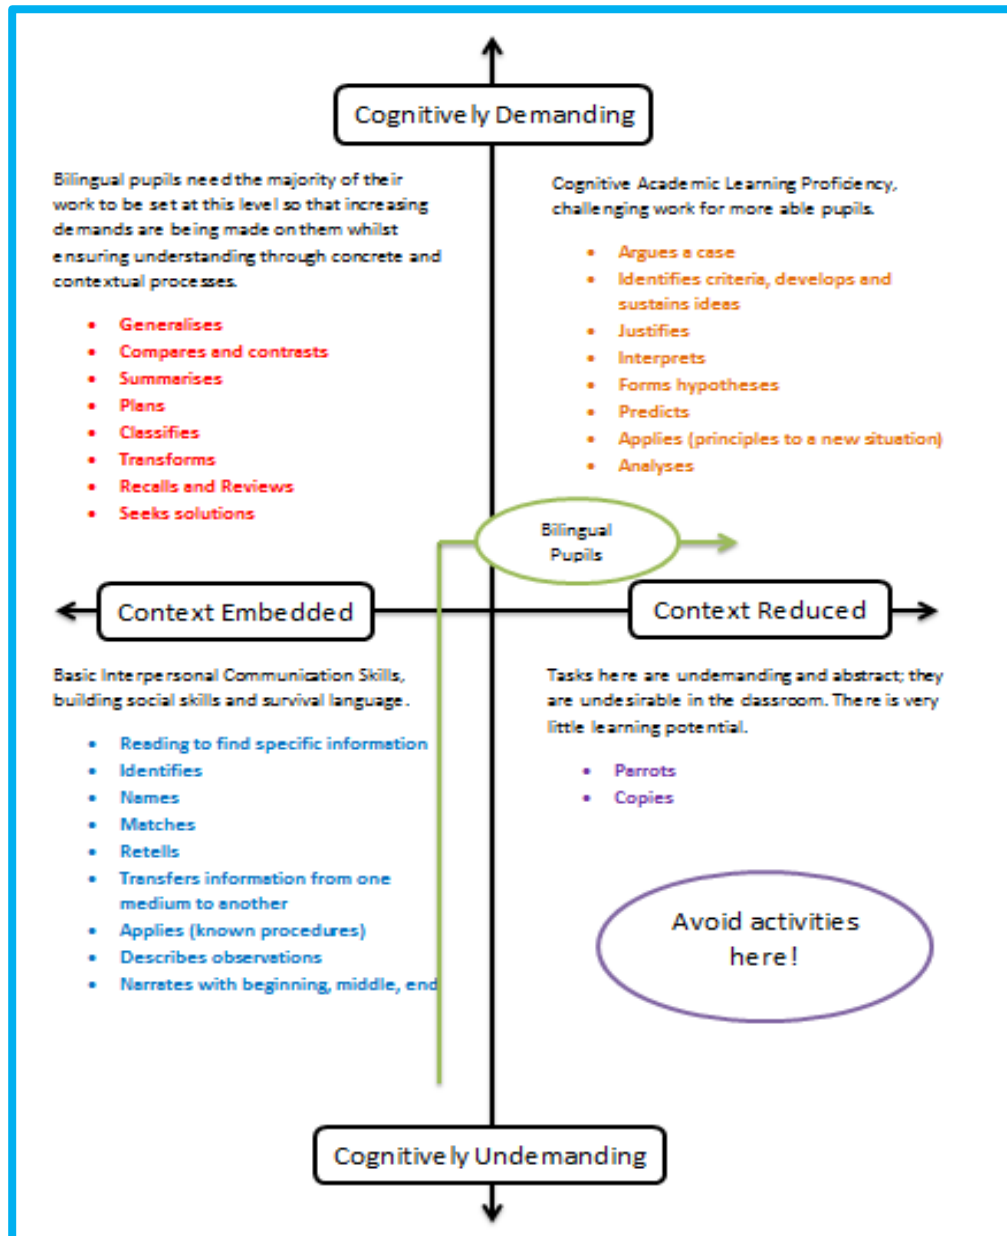 Cognitively Demanding
Bilingual pupils need the majority of their
work to be set at this level so that increasing
demands are being made on them whilst
ensuring understanding through concrete and
contextual processes.
• Generalises
• Compares and contrasts
• Summarises
• Plans
• Classifies
• Transforms
• Recalls and Reviews
• Seeks solutions
Cognitive Academic Learning Proficiency,
challenging work for more able pupils.
• Argues a case
• Identifies criteria, develops and
sustains ideas
• Justifies
• Interprets
• Forms hypotheses
• Predicts
• Applies (principles to a new situation)
• Analyses
Bilingual
Pupils
Context Embedded
Context Reduced
Basic Interpersonal Communication Skills,
building social skills and survival language.
• Reading to find specific information
• Identifies
• Names
• Matches
• Retells
• Transfers information from one
medium to another
• Applies (known procedures)
• Describes observations
• Narrates with beginning, middle, end
Tasks here are undemanding and abstract; they
are undesirable in the classroom. There is very
little learning potential.
• Parrots
• Copies
Avoid activities
here!
Cognitively Undemanding